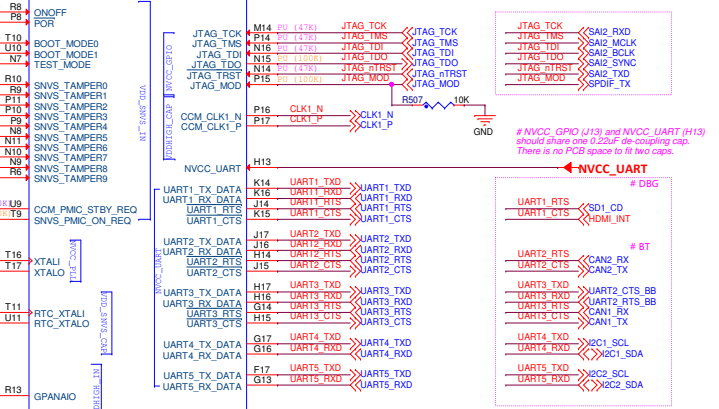 R8 ONOFF
P8 POR
T10 BOOT_MODE0
U10 BOOT_MODE1
N7 TEST_MODE
R10 SNVS_TAMPER0
R9 SNVS_TAMPER1
P11 SNVS_TAMPER2
P10 SNVS_TAMPER3
P9 SNVS_TAMPER4
N8 SNVS_TAMPER5
N11 SNVS_TAMPER6
N10 SNVS_TAMPER7
N9 SNVS_TAMPER8
R6 SNVS_TAMPER9
U9 CCM_PMIC_STBY_REQ
T9 SNVS_PMIC_ON_REQ
T16 XTALI
T17 XTALO
T11 RTC_XTALI
U11 RTC_XTALO
R13 GPANAIO
VDD_SNVS_IN
NVCC_PLL
VDD_SNVS_CAP
NVCC_GPIO
VDDHIGH_CAP
NVCC_UART
JTAG_TCK M14 PU (47K) JTAG_TCK JTAG_TCK
JTAG_TMS P14 PU (47K) JTAG_TMS JTAG_TMS
JTAG_TDI N16 PU (47K) JTAG_TDI JTAG_TDI
JTAG_TDO N15 PU (100K) JTAG_TDO JTAG_TDO
JTAG_TRST N14 PU (47K) JTAG_nTRST JTAG_nTRST
JTAG_MOD P15 PU (100K) JTAG_MOD JTAG_MOD
R507 10K
GND
CCM_CLK1_N P16 CLK1_N CLK1_N
CCM_CLK1_P P17 CLK1_P CLK1_P
NVCC_UART H13 NVCC_UART
UART1_TX_DATA K14 UART1_TXD UART1_TXD
UART1_RX_DATA K16 UART1_RXD UART1_RXD
UART1_RTS J14 UART1_RTS UART1_RTS
UART1_CTS K15 UART1_CTS UART1_CTS
UART2_TX_DATA J17 UART2_TXD UART2_TXD
UART2_RX_DATA J16 UART2_RXD UART2_RXD
UART2_RTS H14 UART2_RTS UART2_RTS
UART2_CTS J15 UART2_CTS UART2_CTS
UART3_TX_DATA H17 UART3_TXD UART3_TXD
UART3_RX_DATA H16 UART3_RXD UART3_RXD
UART3_RTS G14 UART3_RTS UART3_RTS
UART3_CTS H15 UART3_CTS UART3_CTS
UART4_TX_DATA G17 UART4_TXD UART4_TXD
UART4_RX_DATA G16 UART4_RXD UART4_RXD
UART5_TX_DATA F17 UART5_TXD UART5_TXD
UART5_RX_DATA G13 UART5_RXD UART5_RXD
JTAG_TCK SAI2_RXD
JTAG_TMS SAI2_MCLK
JTAG_TDI SAI2_BCLK
JTAG_TDO SAI2_SYNC
JTAG_nTRST SAI2_TXD
JTAG_MOD SPDIF_TX
# NVCC_GPIO (J13) and NVCC_UART (H13)
should share one 0.22uF de-coupling cap.
There is no PCB space to fit two caps.
# DBG
UART1_RTS SD1_CD
UART1_CTS HDMI_INT
# BT
UART2_RTS CAN2_RX
UART2_CTS CAN2_TX
UART3_TXD UART2_CTS_BB
UART3_RXD UART2_RTS_BB
UART3_RTS CAN1_RX
UART3_CTS CAN1_TX
UART4_TXD I2C1_SCL
UART4_RXD I2C1_SDA
UART5_TXD I2C2_SCL
UART5_RXD I2C2_SDA